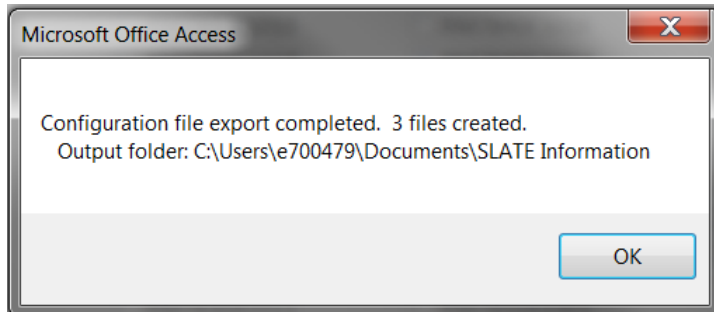 Microsoft Office Access
Configuration file export completed.  3 files created.
Output folder: C:\Users\e700479\Documents\SLATE Information
OK